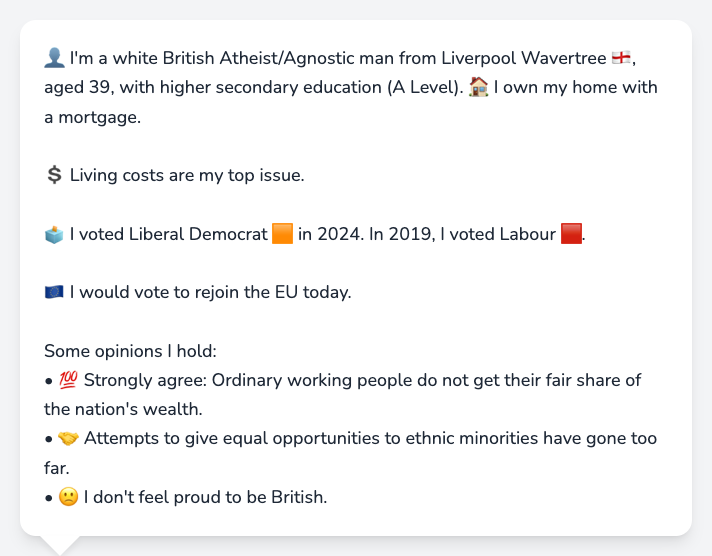 👤 I'm a white British Atheist/Agnostic man from Liverpool Wavertree 🏴󠁧󠁢󠁥󠁮󠁧󠁿,
aged 39, with higher secondary education (A Level). 🏠 I own my home with
a mortgage.
💲 Living costs are my top issue.
🗳️ I voted Liberal Democrat 🟧 in 2024. In 2019, I voted Labour 🟥.
🇪🇺 I would vote to rejoin the EU today.
Some opinions I hold:
• 💯 Strongly agree: Ordinary working people do not get their fair share of
the nation's wealth.
• 🤝 Attempts to give equal opportunities to ethnic minorities have gone too
far.
• 🙁 I don't feel proud to be British.